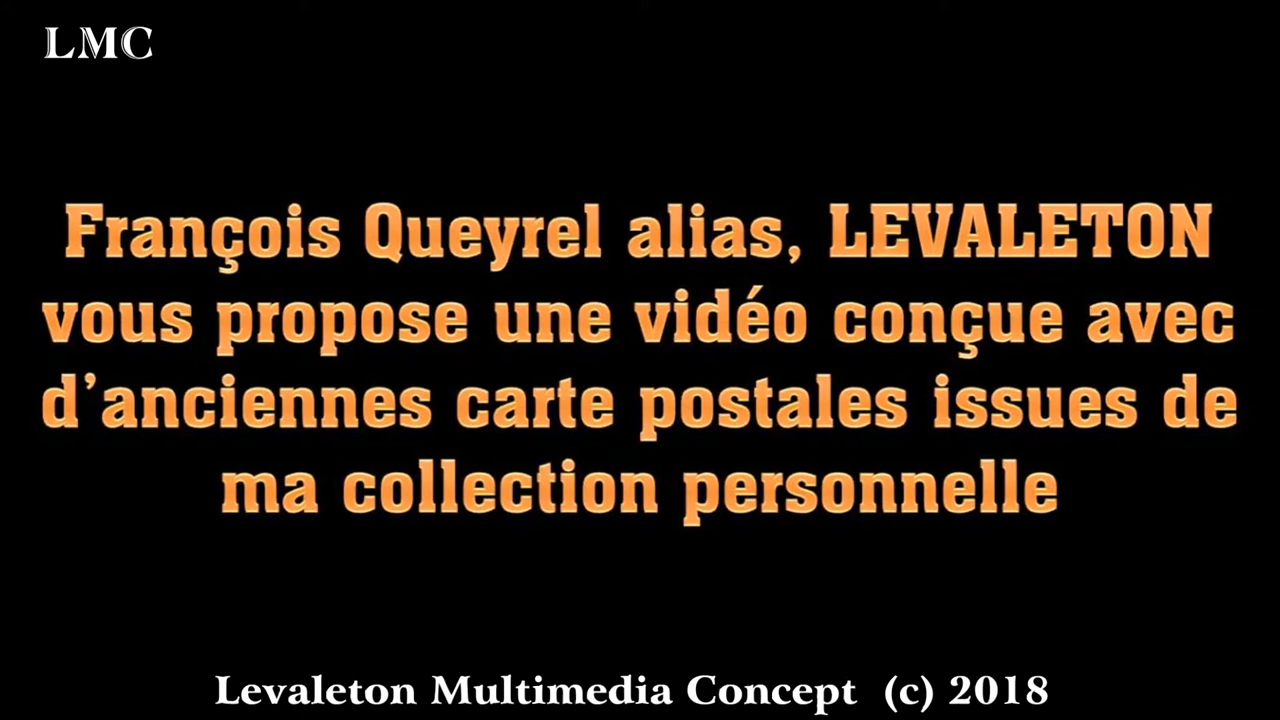 LMC
François Queyrel alias, LEVALETON
vous propose une vidéo conçue avec
d’anciennes carte postales issues de
ma collection personnelle
Levaleton Multimedia Concept (c) 2018